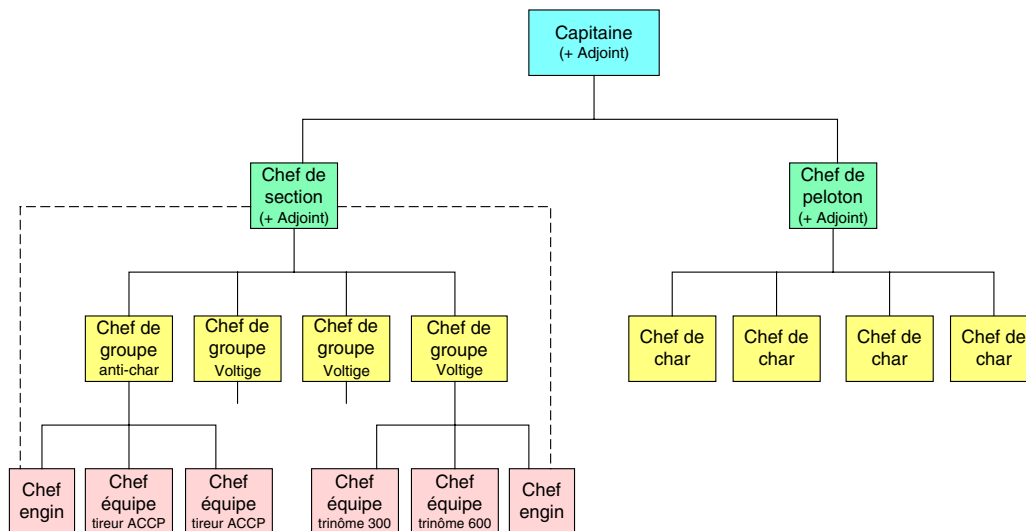 Capitaine
(+ Adjoint)
Chef de
section
(+ Adjoint)
Chef de
peloton
(+ Adjoint)
Chef de
groupe
anti-char
Chef de
groupe
Voltige
Chef de
groupe
Voltige
Chef de
groupe
Voltige
Chef de
char
Chef de
char
Chef de
char
Chef de
char
Chef
engin
Chef
équipe
tireur ACCP
Chef
équipe
tireur ACCP
Chef
équipe
trinôme 300
Chef
équipe
trinôme 600
Chef
engin